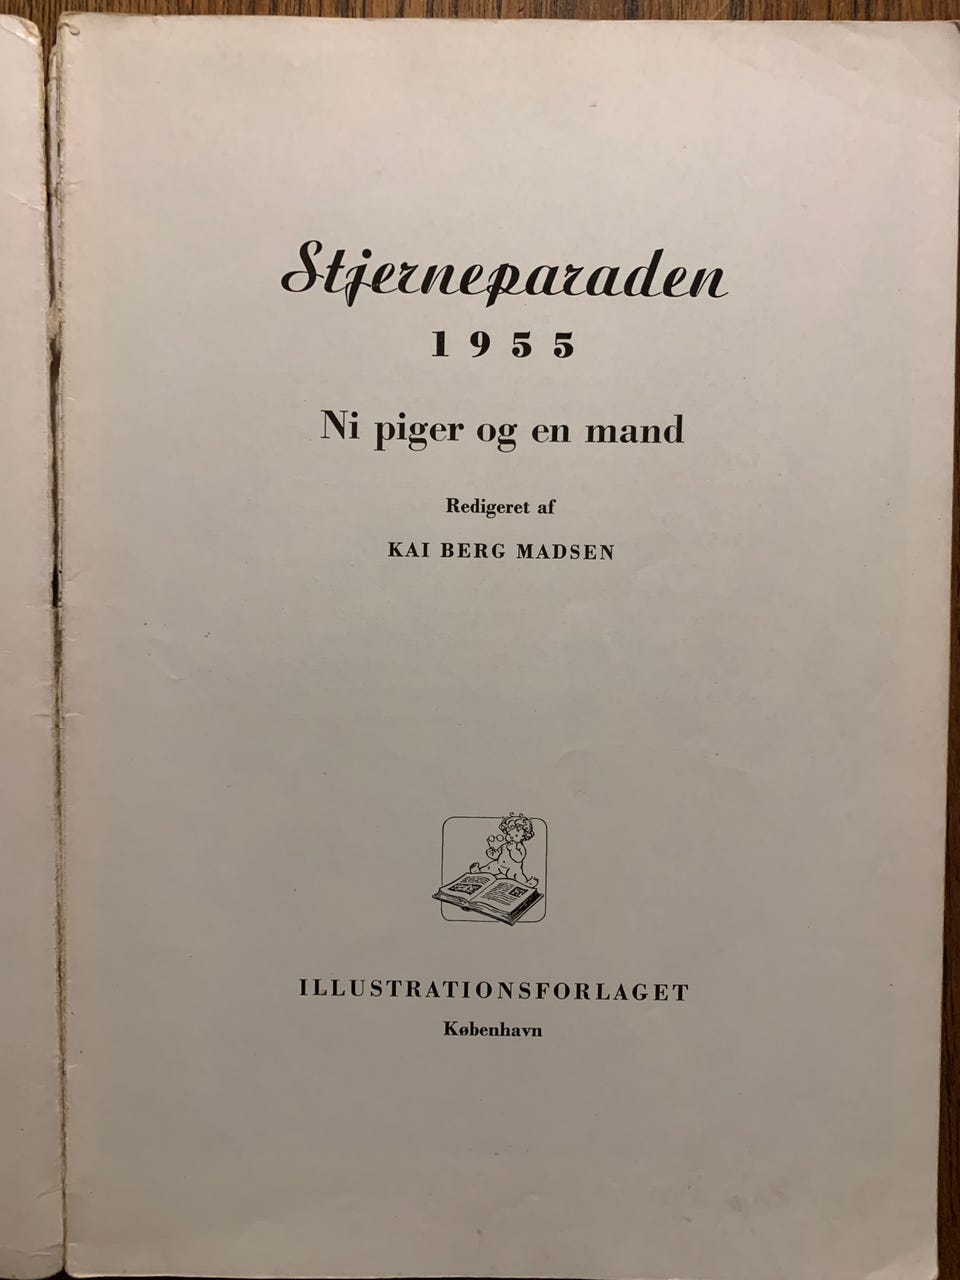 Stjerneparaden
1955
Ni piger og en mand
Redigeret af
KAI BERG MADSEN
ILLUSTRATIONSFORLAGET
København